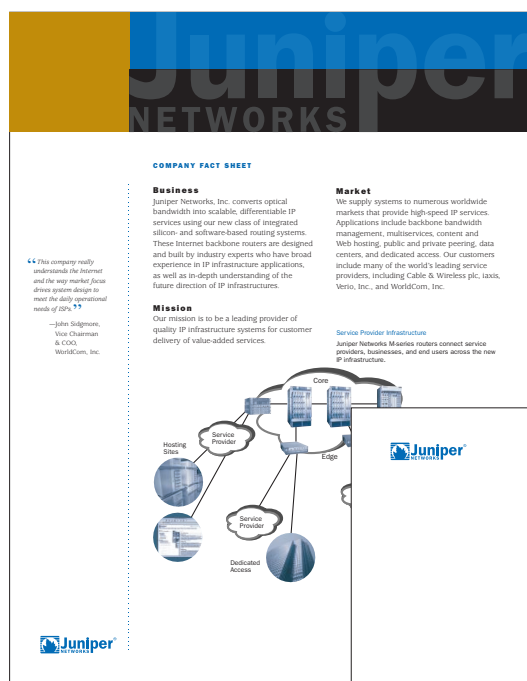 Juniper
NETWORKS
COMPANY FACT SHEET
Business
Juniper Networks, Inc. converts optical
bandwidth into scalable, differentiable IP
services using our new class of integrated
silicon- and software-based routing systems.
These Internet backbone routers are designed
and built by industry experts who have broad
experience in IP infrastructure applications,
as well as in-depth understanding of the
future direction of IP infrastructures.
Mission
Our mission is to be a leading provider of
quality IP infrastructure systems for customer
delivery of value-added services.
Market
We supply systems to numerous worldwide
markets that provide high-speed IP services.
Applications include backbone bandwidth
management, multiservices, content and
Web hosting, public and private peering, data
centers, and dedicated access. Our customers
include many of the world's leading service
providers, including Cable & Wireless plc, iaxis,
Verio, Inc., and WorldCom, Inc.
“This company really
understands the Internet
and the way market focus
drives system design to
meet the daily operational
needs of ISPs.”
—John Sidgmore,
Vice Chairman
& COO,
WorldCom, Inc.
Service Provider Infrastructure
Juniper Networks M-series routers connect service
providers, businesses, and end users across the new
IP infrastructure.
Core
Service
Provider
Hosting
Sites
Edge
Service
Provider
Dedicated
Access
Juniper®
NETWORKS
Juniper®
NETWORKS